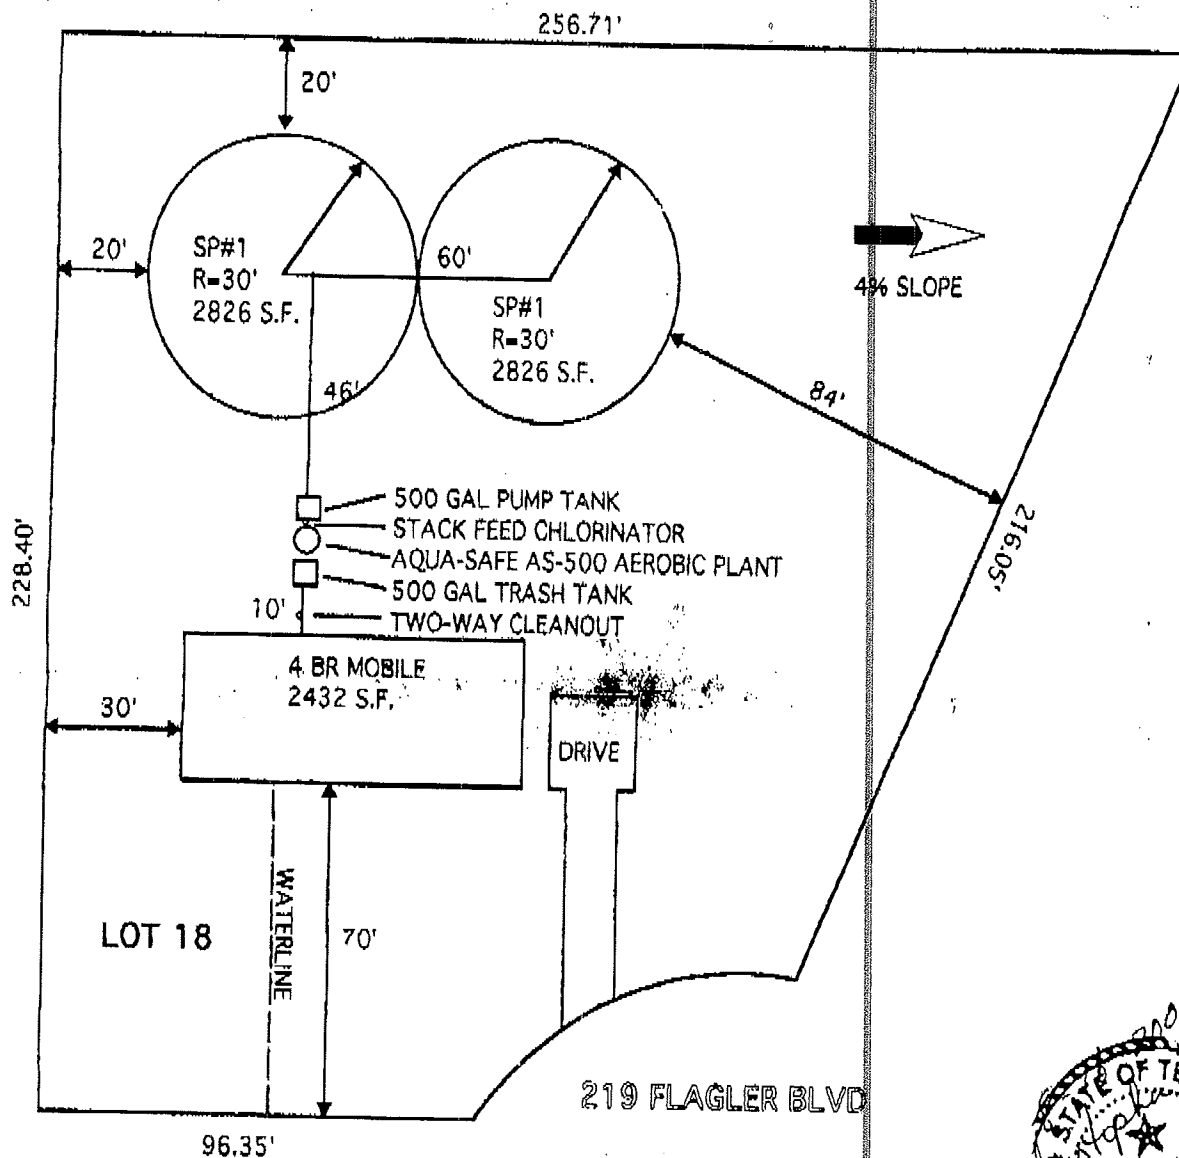 256.71'
20'
20'
SP#1
R=30'
2826 S.F.
60'
SP#1
R=30'
2826 S.F.
4% SLOPE
46'
84'
500 GAL PUMP TANK
STACK FEED CHLORINATOR
AQUA-SAFE AS-500 AEROBIC PLANT
500 GAL TRASH TANK
10'
TWO-WAY CLEANOUT
228.40'
216.05'
4 BR MOBILE
2432 S.F.
30'
DRIVE
WATERLINE
LOT 18
70'
219 FLAGLER BLVD
96.35'
STATE OF TE